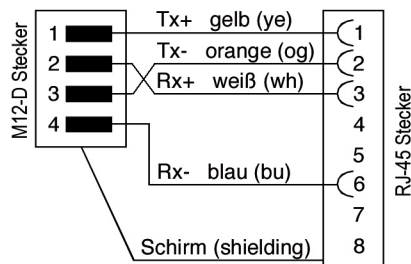 M12-D Stecker
1
2
3
4
Tx+ gelb (ye)
Tx- orange (og)
Rx+ weiß (wh)
Rx- blau (bu)
Schirm (shielding)
1
2
3
4
5
6
7
8
RJ-45 Stecker